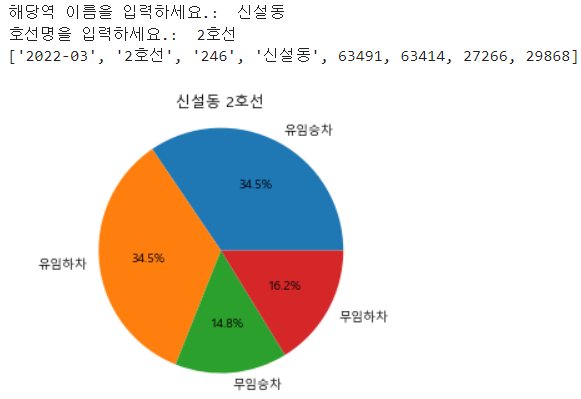 해당역 이름을 입력하세요.: 신설동
호선명을 입력하세요.: 2호선
['2022-03', '2호선', '246', '신설동', 63491, 63414, 27266, 29868]
신설동 2호선
유임승차
34.5%
유임하차
34.5%
16.2%
무임하차
14.8%
무임승차